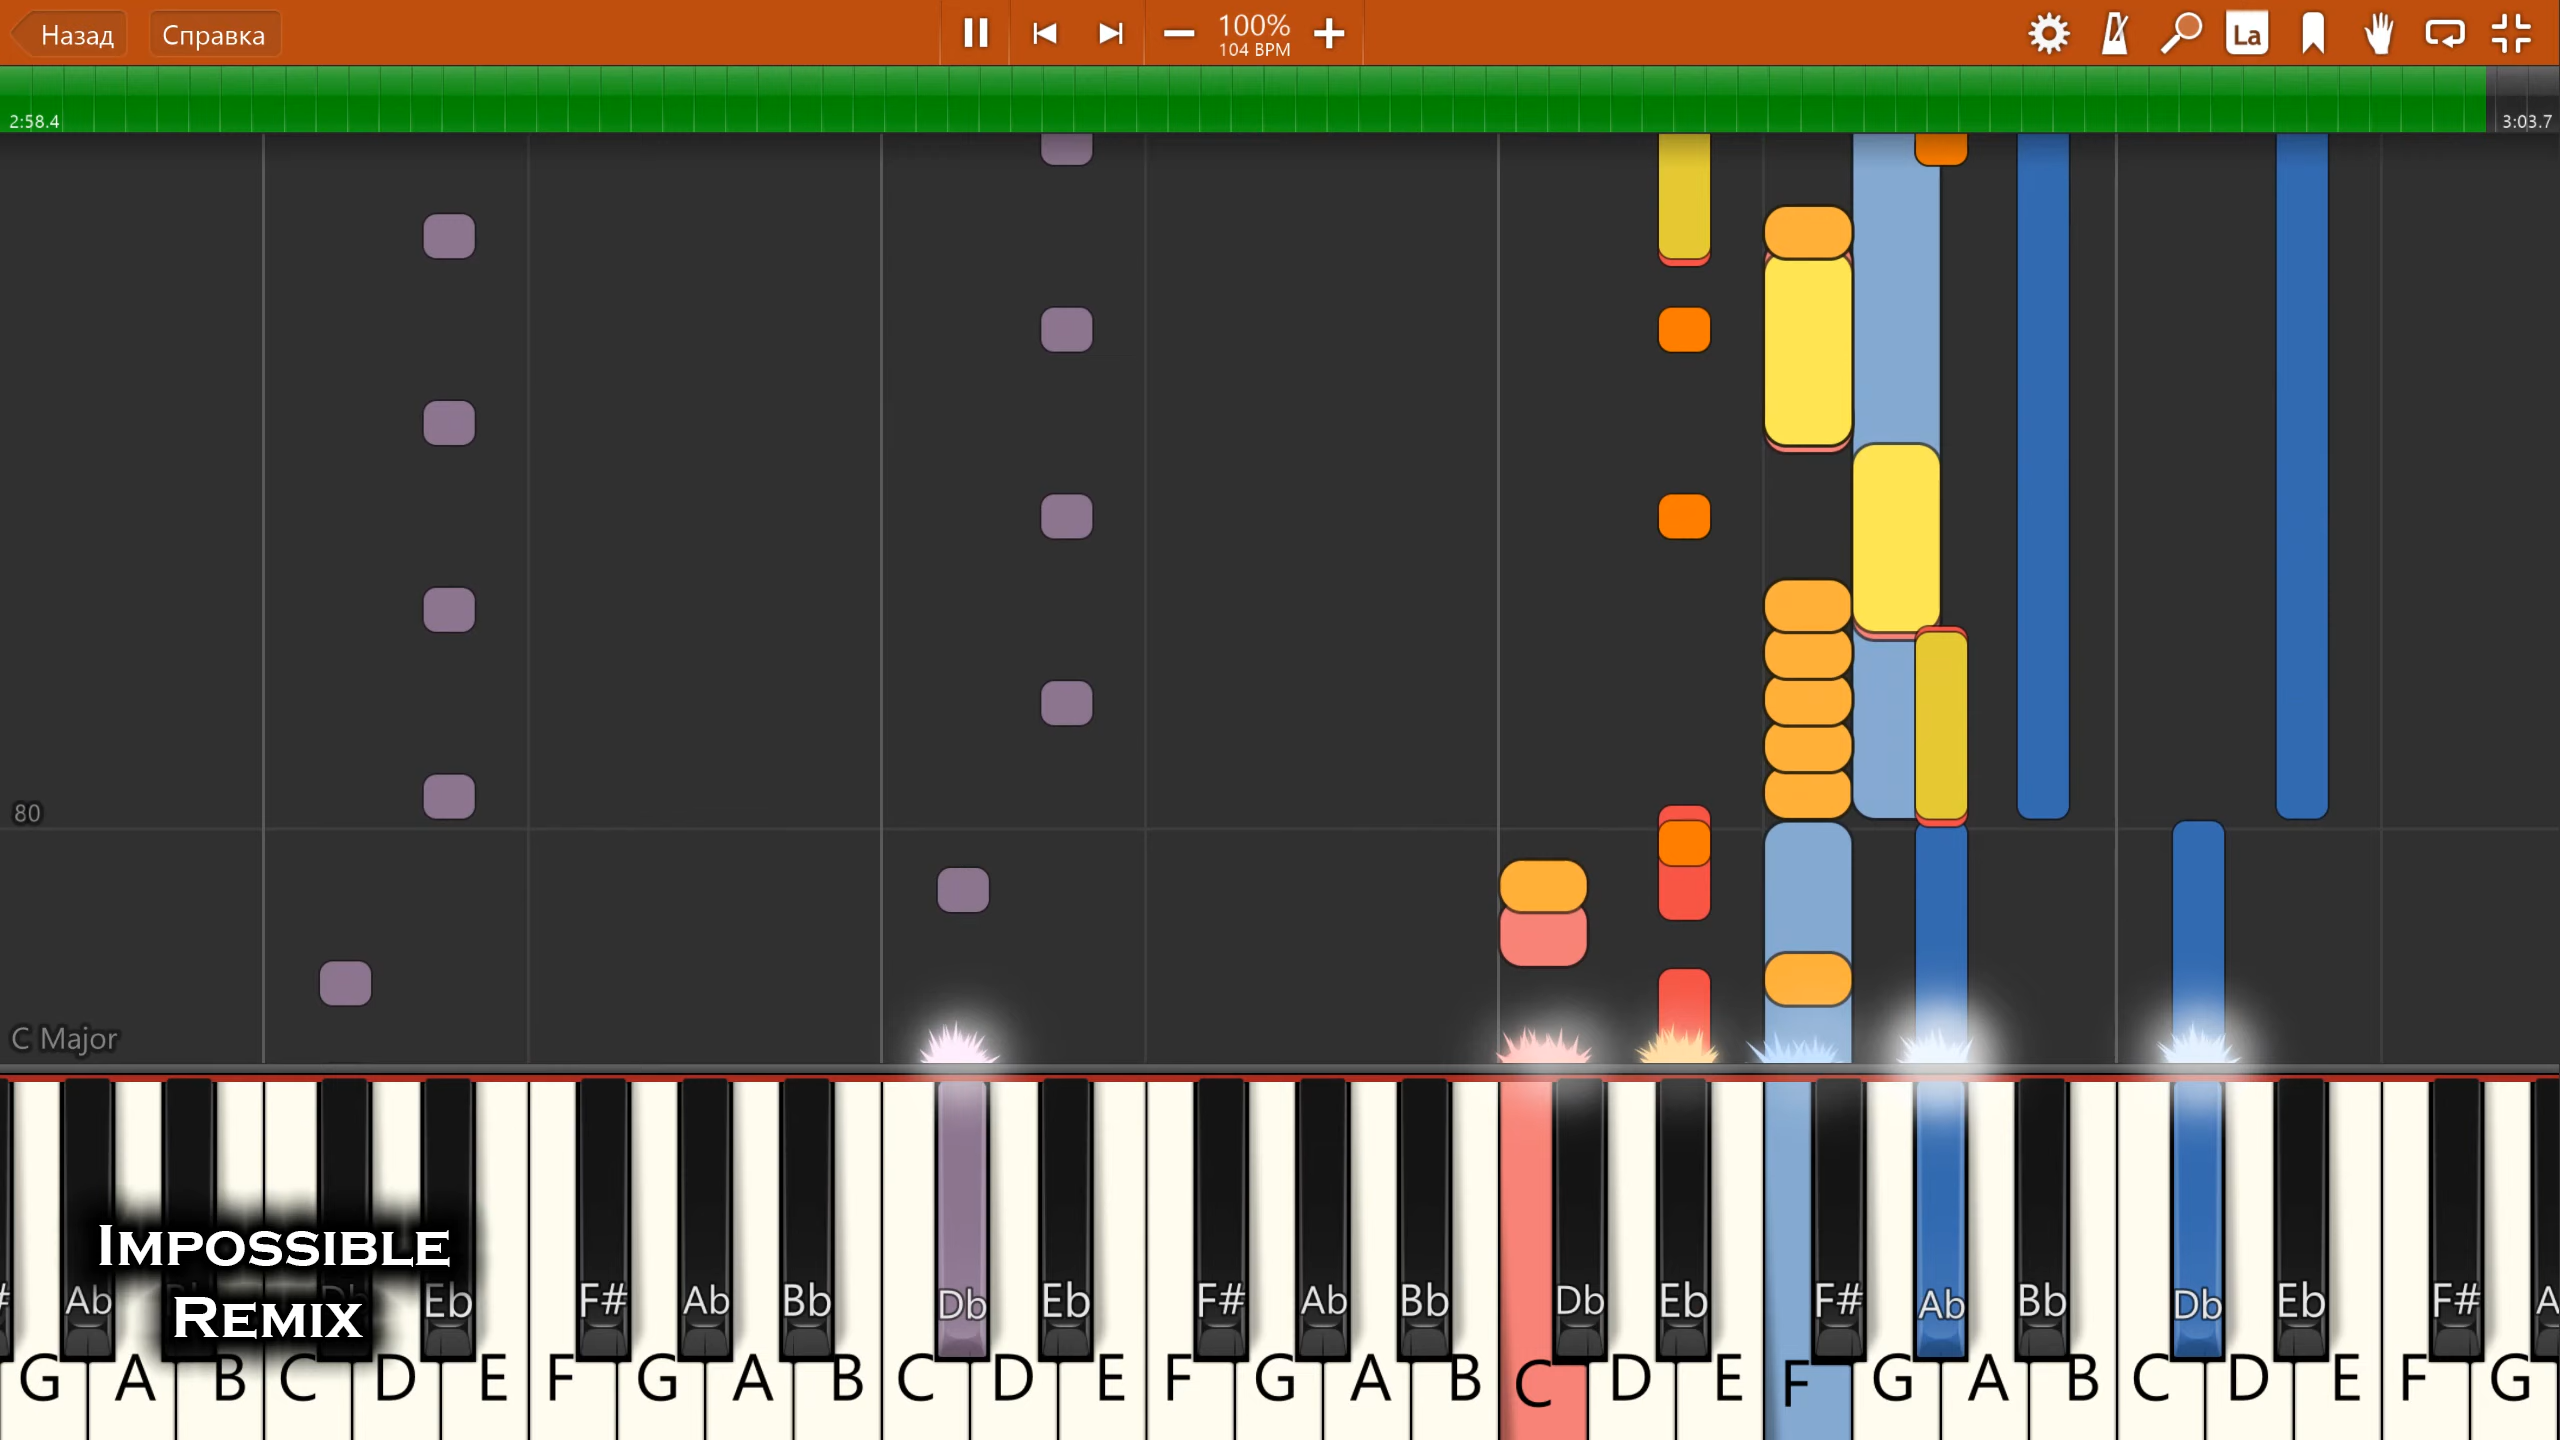 Назад Справка 100% La
104 BPM
2:58.4 3:03.7
80
C Major
Impossible
Remix
Ab Eb F# Ab Bb Db Eb F# Ab Bb Db Eb F# Ab Bb Db Eb F#
G A B C D E F G A B C D E F G A B C D E F G A B C D E F G